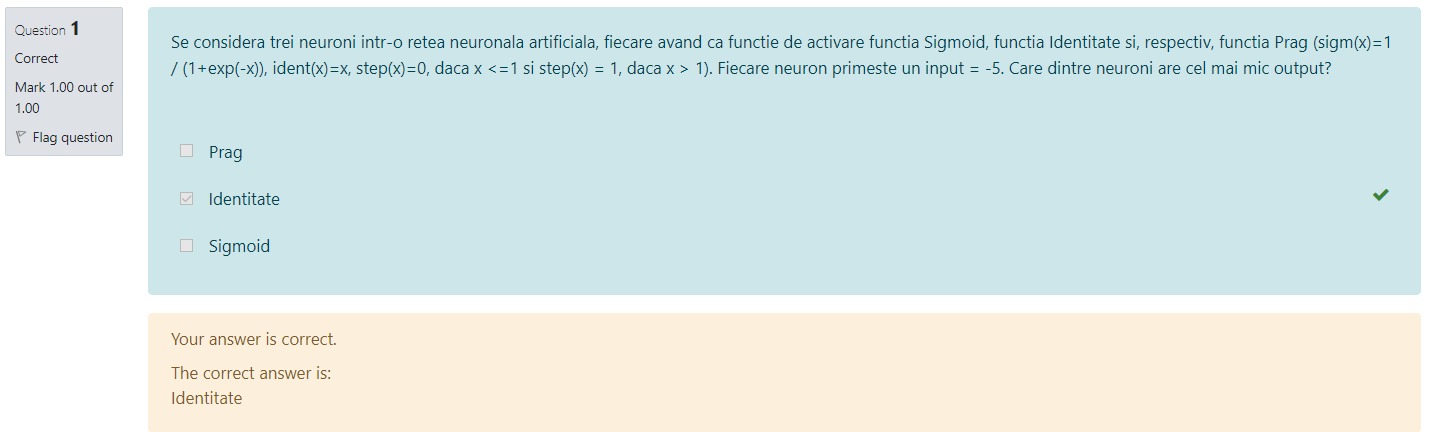 Question 1
Correct
Mark 1.00 out of
1.00
Flag question
Se considera trei neuroni intr-o retea neuronala artificiala, fiecare avand ca functie de activare functia Sigmoid, functia Identitate si, respectiv, functia Prag (sigm(x)=1
/ (1+exp(-x)), ident(x)=x, step(x)=0, daca x <=1 si step(x) = 1, daca x > 1). Fiecare neuron primeste un input = -5. Care dintre neuroni are cel mai mic output?
Prag
Identitate
Sigmoid
Your answer is correct.
The correct answer is:
Identitate